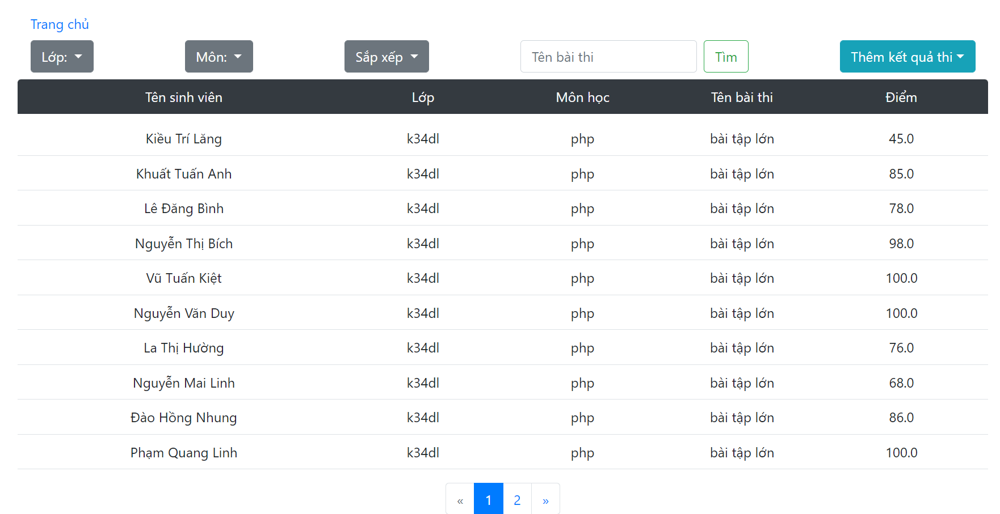 Trang chủ
Lớp: Môn: Sắp xếp Tên bài thi Tìm Thêm kết quả thi
Tên sinh viên Lớp Môn học Tên bài thi Điểm
Kiều Trí Lăng k34dl php bài tập lớn 45.0
Khuất Tuấn Anh k34dl php bài tập lớn 85.0
Lê Đăng Bình k34dl php bài tập lớn 78.0
Nguyễn Thị Bích k34dl php bài tập lớn 98.0
Vũ Tuấn Kiệt k34dl php bài tập lớn 100.0
Nguyễn Văn Duy k34dl php bài tập lớn 100.0
La Thị Hường k34dl php bài tập lớn 76.0
Nguyễn Mai Linh k34dl php bài tập lớn 68.0
Đào Hồng Nhung k34dl php bài tập lớn 86.0
Phạm Quang Linh k34dl php bài tập lớn 100.0
« 1 2 »